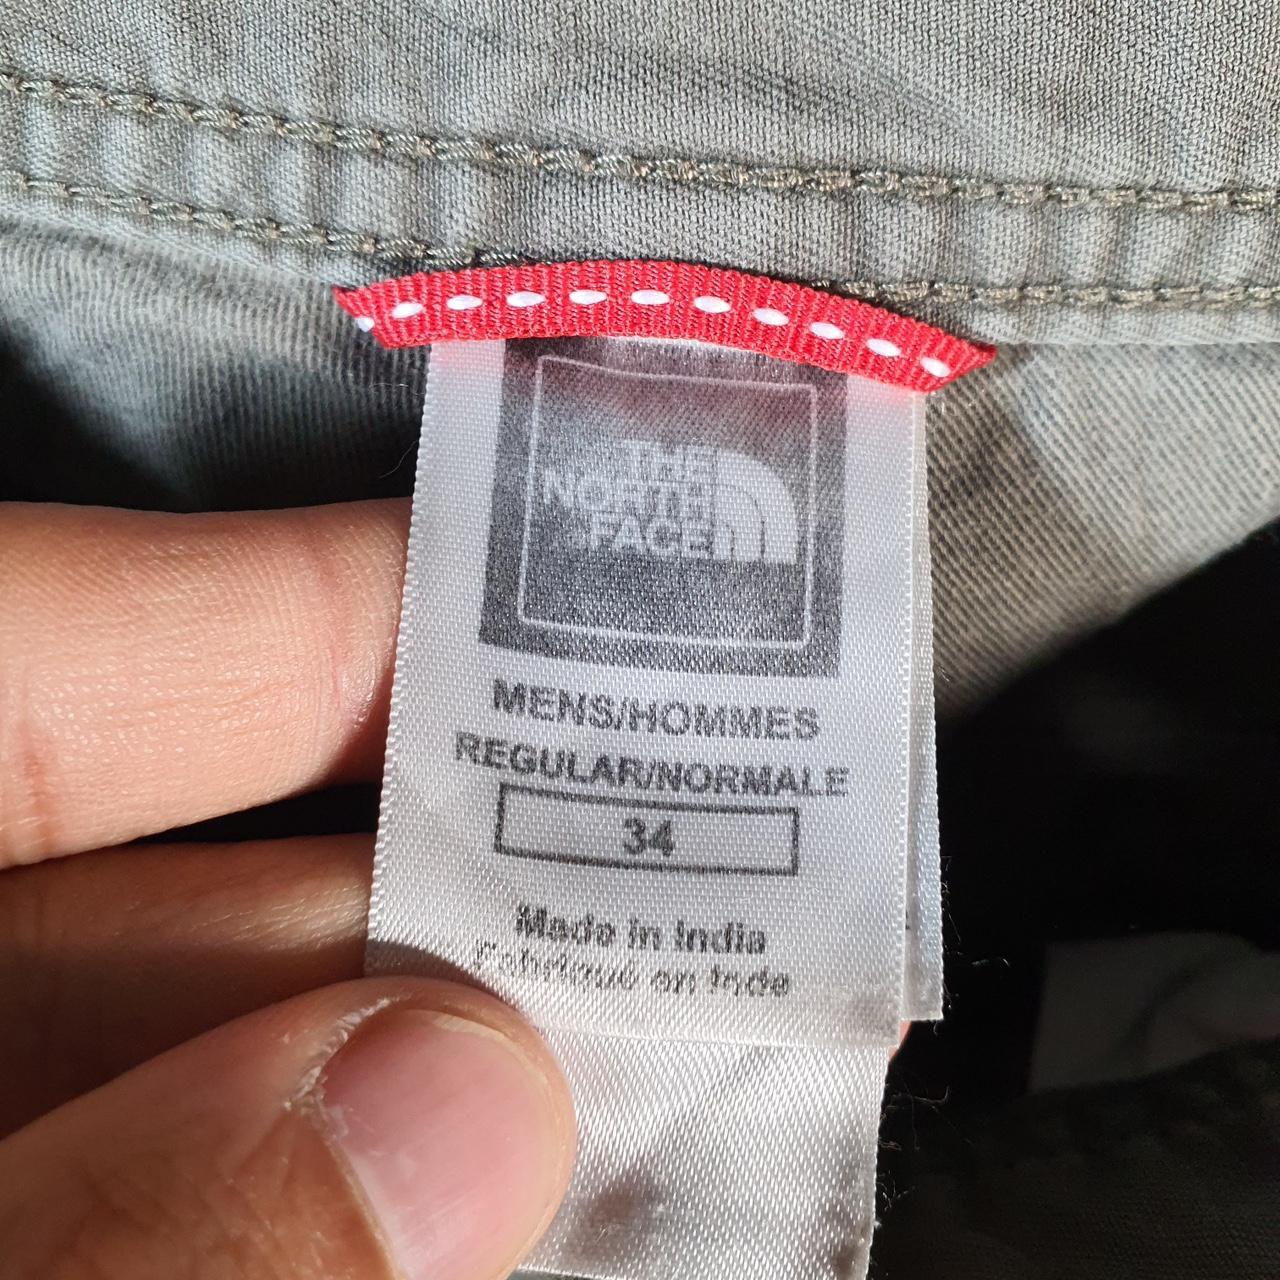 THE
NORTH
FACE
MENS/HOMMES
REGULAR/NORMALE
34
Made in India
Fabriqué en Inde